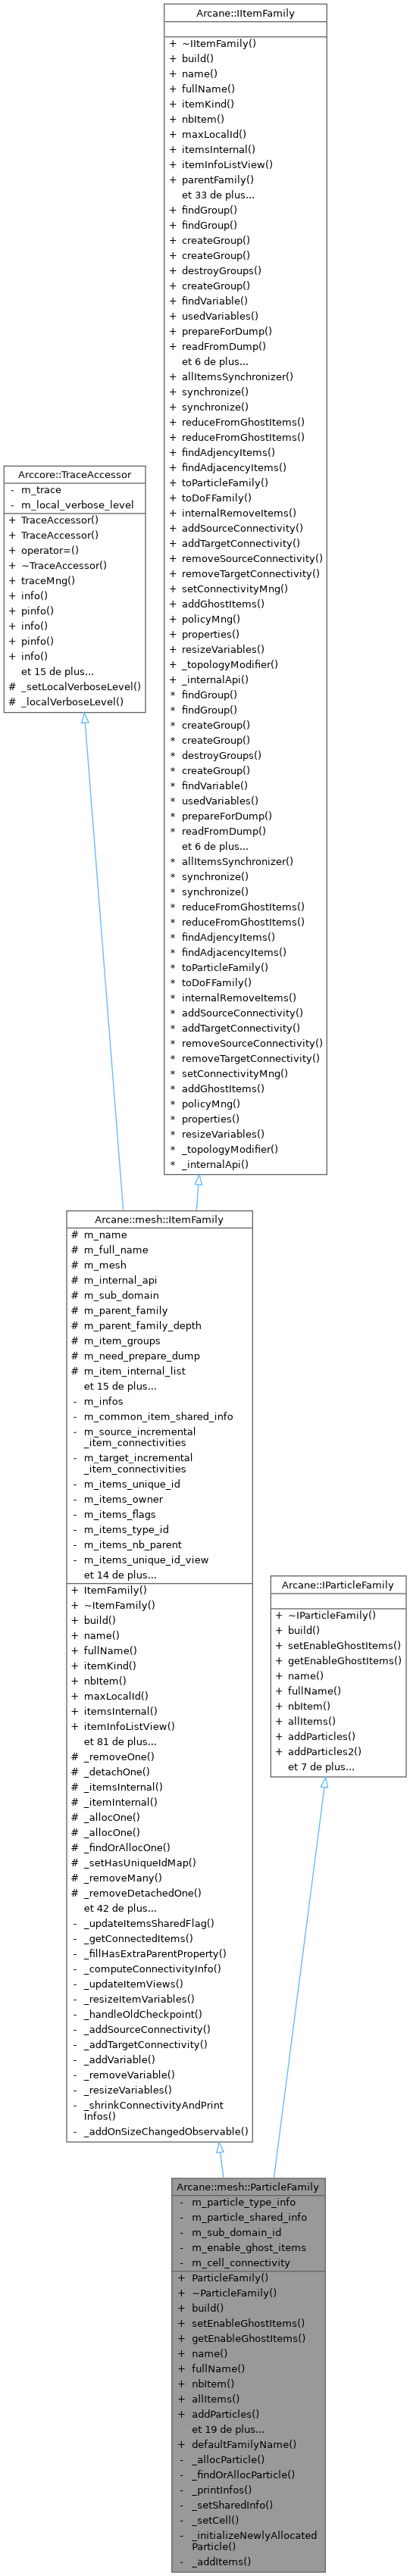 Arcane::IItemFamily
+ ~IItemFamily()
+ build()
+ name()
+ fullName()
+ itemKind()
+ nbItem()
+ maxLocalId()
+ itemsInternal()
+ itemInfoListView()
+ parentFamily()
et 33 de plus...
+ findGroup()
+ findGroup()
+ createGroup()
+ createGroup()
+ destroyGroups()
+ createGroup()
+ findVariable()
+ usedVariables()
+ prepareForDump()
+ readFromDump()
et 6 de plus...
+ allItemsSynchronizer()
+ synchronize()
+ synchronize()
+ reduceFromGhostItems()
+ reduceFromGhostItems()
+ findAdjencyItems()
+ findAdjacencyItems()
+ toParticleFamily()
+ toDoFFamily()
+ internalRemoveItems()
+ addSourceConnectivity()
+ addTargetConnectivity()
+ removeSourceConnectivity()
+ removeTargetConnectivity()
+ setConnectivityMng()
+ addGhostItems()
+ policyMng()
+ properties()
+ resizeVariables()
+ _topologyModifier()
+ _internalApi()
* findGroup()
* findGroup()
* createGroup()
* createGroup()
* destroyGroups()
* createGroup()
* findVariable()
* usedVariables()
* prepareForDump()
* readFromDump()
et 6 de plus...
* allItemsSynchronizer()
* synchronize()
* synchronize()
* reduceFromGhostItems()
* reduceFromGhostItems()
* findAdjencyItems()
* findAdjacencyItems()
* toParticleFamily()
* toDoFFamily()
* internalRemoveItems()
* addSourceConnectivity()
* addTargetConnectivity()
* removeSourceConnectivity()
* removeTargetConnectivity()
* setConnectivityMng()
* addGhostItems()
* policyMng()
* properties()
* resizeVariables()
* _topologyModifier()
* _internalApi()
Arccore::TraceAccessor
- m_trace
- m_local_verbose_level
+ TraceAccessor()
+ TraceAccessor()
+ operator=()
+ ~TraceAccessor()
+ traceMng()
+ info()
+ pinfo()
+ info()
+ pinfo()
+ info()
et 15 de plus...
# _setLocalVerboseLevel()
# _localVerboseLevel()
Arcane::mesh::ItemFamily
# m_name
# m_full_name
# m_mesh
# m_internal_api
# m_sub_domain
# m_parent_family
# m_parent_family_depth
# m_item_groups
# m_need_prepare_dump
# m_item_internal_list
et 15 de plus...
- m_infos
- m_common_item_shared_info
- m_source_incremental
_item_connectivities
- m_target_incremental
_item_connectivities
- m_items_unique_id
- m_items_owner
- m_items_flags
- m_items_type_id
- m_items_nb_parent
- m_items_unique_id_view
et 14 de plus...
+ ItemFamily()
+ ~ItemFamily()
+ build()
+ name()
+ fullName()
+ itemKind()
+ nbItem()
+ maxLocalId()
+ itemsInternal()
+ itemInfoListView()
et 81 de plus...
# _removeOne()
# _detachOne()
# _itemsInternal()
# _itemInternal()
# _allocOne()
# _allocOne()
# _findOrAllocOne()
# _setHasUniqueIdMap()
# _removeMany()
# _removeDetachedOne()
et 42 de plus...
- _updateItemsSharedFlag()
- _getConnectedItems()
- _fillHasExtraParentProperty()
- _computeConnectivityInfo()
- _updateItemViews()
- _resizeItemVariables()
- _handleOldCheckpoint()
- _addSourceConnectivity()
- _addTargetConnectivity()
- _addVariable()
- _removeVariable()
- _resizeVariables()
- _shrinkConnectivityAndPrint
Infos()
- _addOnSizeChangedObservable()
Arcane::IParticleFamily
+ ~IParticleFamily()
+ build()
+ setEnableGhostItems()
+ getEnableGhostItems()
+ name()
+ fullName()
+ nbItem()
+ allItems()
+ addParticles()
+ addParticles2()
et 7 de plus...
Arcane::mesh::ParticleFamily
- m_particle_type_info
- m_particle_shared_info
- m_sub_domain_id
- m_enable_ghost_items
- m_cell_connectivity
+ ParticleFamily()
+ ~ParticleFamily()
+ build()
+ setEnableGhostItems()
+ getEnableGhostItems()
+ name()
+ fullName()
+ nbItem()
+ allItems()
+ addParticles()
et 19 de plus...
+ defaultFamilyName()
- _allocParticle()
- _findOrAllocParticle()
- _printInfos()
- _setSharedInfo()
- _setCell()
- _initializeNewlyAllocated
Particle()
- _addItems()